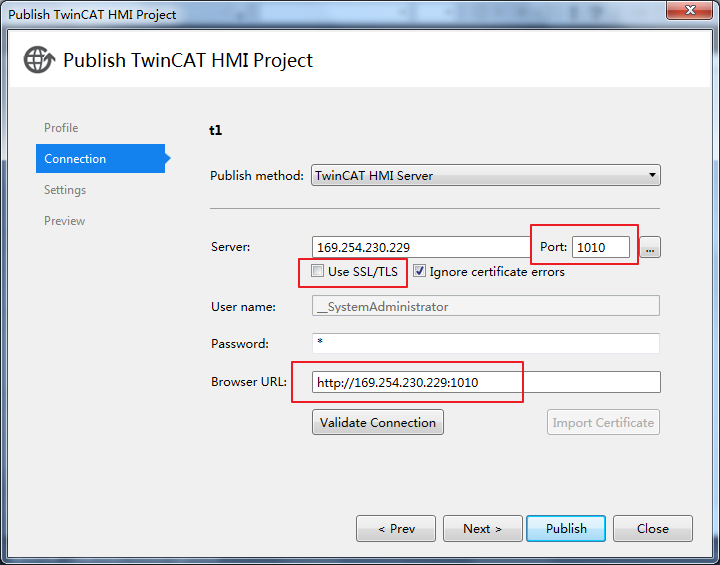 Publish TwinCAT HMI Project
Publish TwinCAT HMI Project
Profile
Connection
Settings
Preview
t1
Publish method: TwinCAT HMI Server
Server: 169.254.230.229 Port: 1010 ...
Use SSL/TLS Ignore certificate errors
User name: __SystemAdministrator
Password: *
Browser URL: http://169.254.230.229:1010
Validate Connection Import Certificate
< Prev Next > Publish Close